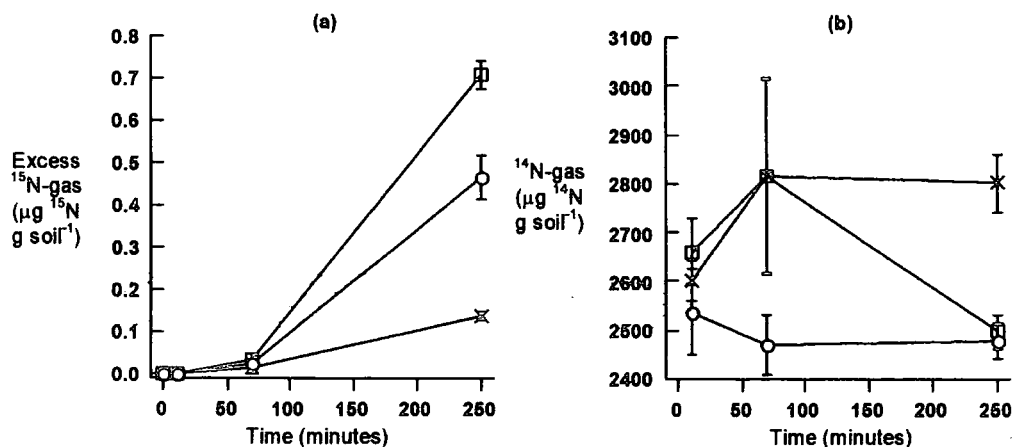 (a)
0.8
0.7
0.6
0.5
0.4
0.3
0.2
0.1
0.0
Excess
¹⁵N-gas
(µg ¹⁵N
g soil⁻¹)
0 50 100 150 200 250
Time (minutes)
(b)
3100
3000
2900
2800
2700
2600
2500
2400
¹⁴N-gas
(µg ¹⁴N
g soil⁻¹)
0 50 100 150 200 250
Time (minutes)